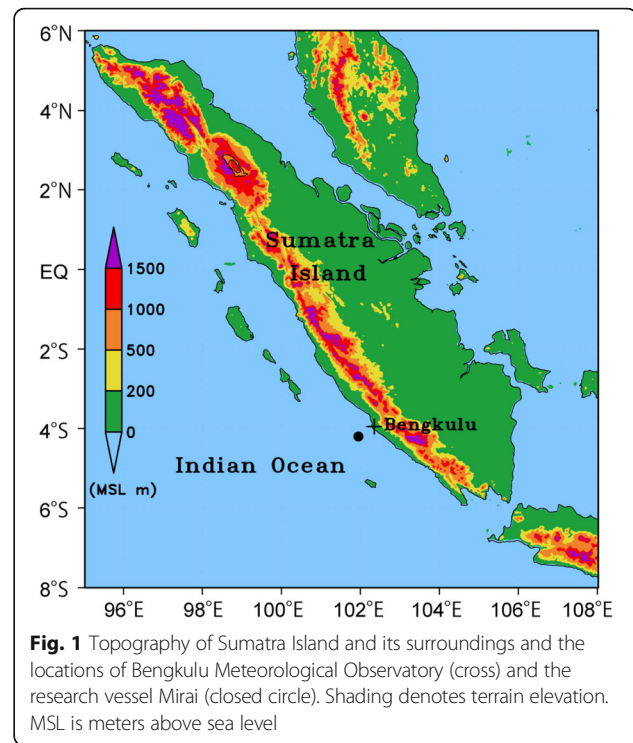 6°N
4°N
2°N
EQ
2°S
4°S
6°S
8°S
96°E 98°E 100°E 102°E 104°E 106°E 108°E
Sumatra
Island
1500
1000
500
200
0
(MSL m)
Bengkulu
Indian Ocean
Fig. 1 Topography of Sumatra Island and its surroundings and the
locations of Bengkulu Meteorological Observatory (cross) and the
research vessel Mirai (closed circle). Shading denotes terrain elevation.
MSL is meters above sea level